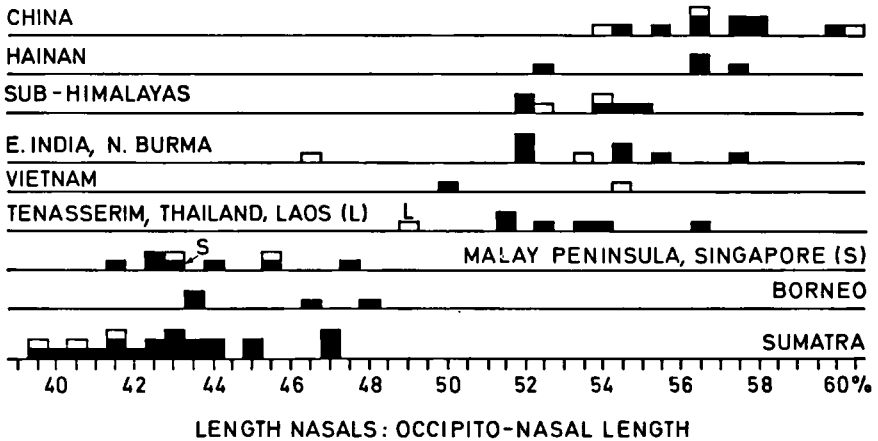 CHINA
HAINAN
SUB-HIMALAYAS
E. INDIA, N. BURMA
VIETNAM
TENASSERIM, THAILAND, LAOS (L) L
S MALAY PENINSULA, SINGAPORE (S)
BORNEO
SUMATRA
40 42 44 46 48 50 52 54 56 58 60%
LENGTH NASALS: OCCIPITO-NASAL LENGTH